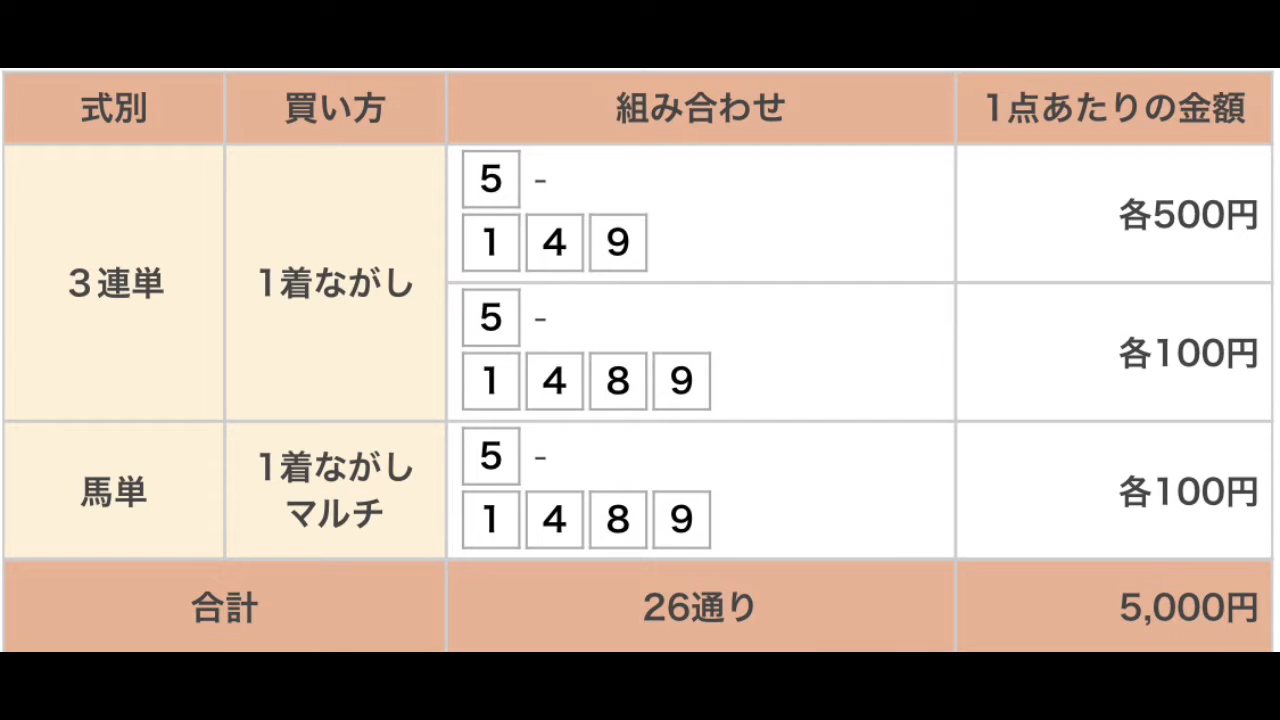 式別 買い方 組み合わせ 1点あたりの金額
３連単 1着ながし
5 -
1 4 9
各500円
5 -
1 4 8 9
各100円
馬単
1着ながし
マルチ
5 -
1 4 8 9
各100円
合計 26通り 5,000円